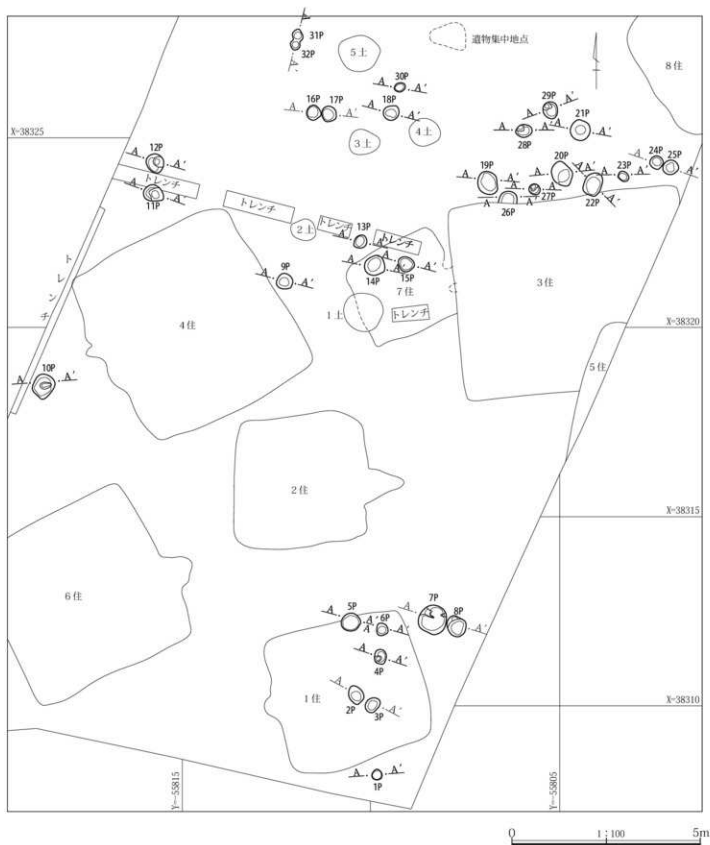 A
31P
32P
A'
5土
遺物集中地点
8住
30P
A A'
16P 17P
A A'
18P
A A'
29P
A A'
21P
A A'
28P
A A'
4土
3土
X=38325
12P
A A'
トレンチ
A A'
11P
24P 25P
A A'
23P
A A'
20P
A A'
19P
A A'
22P
A A'
27P
A A'
26P
A A'
トレンチ
2土
トレンチ
13P
A A'
トレンチ
14P
A A'
15P
A A'
7住
9P
A A'
トレンチ
3住
4住
1土
トレンチ
X=38320
5住
10P
A A'
2住
X=38315
6住
5P
A A'
6P
A A'
7P
8P
A A'
4P
A A'
1住
2P
3P
A A'
X=38310
1P
A A'
Y=-55815
Y=-55805
0 1:100 5m